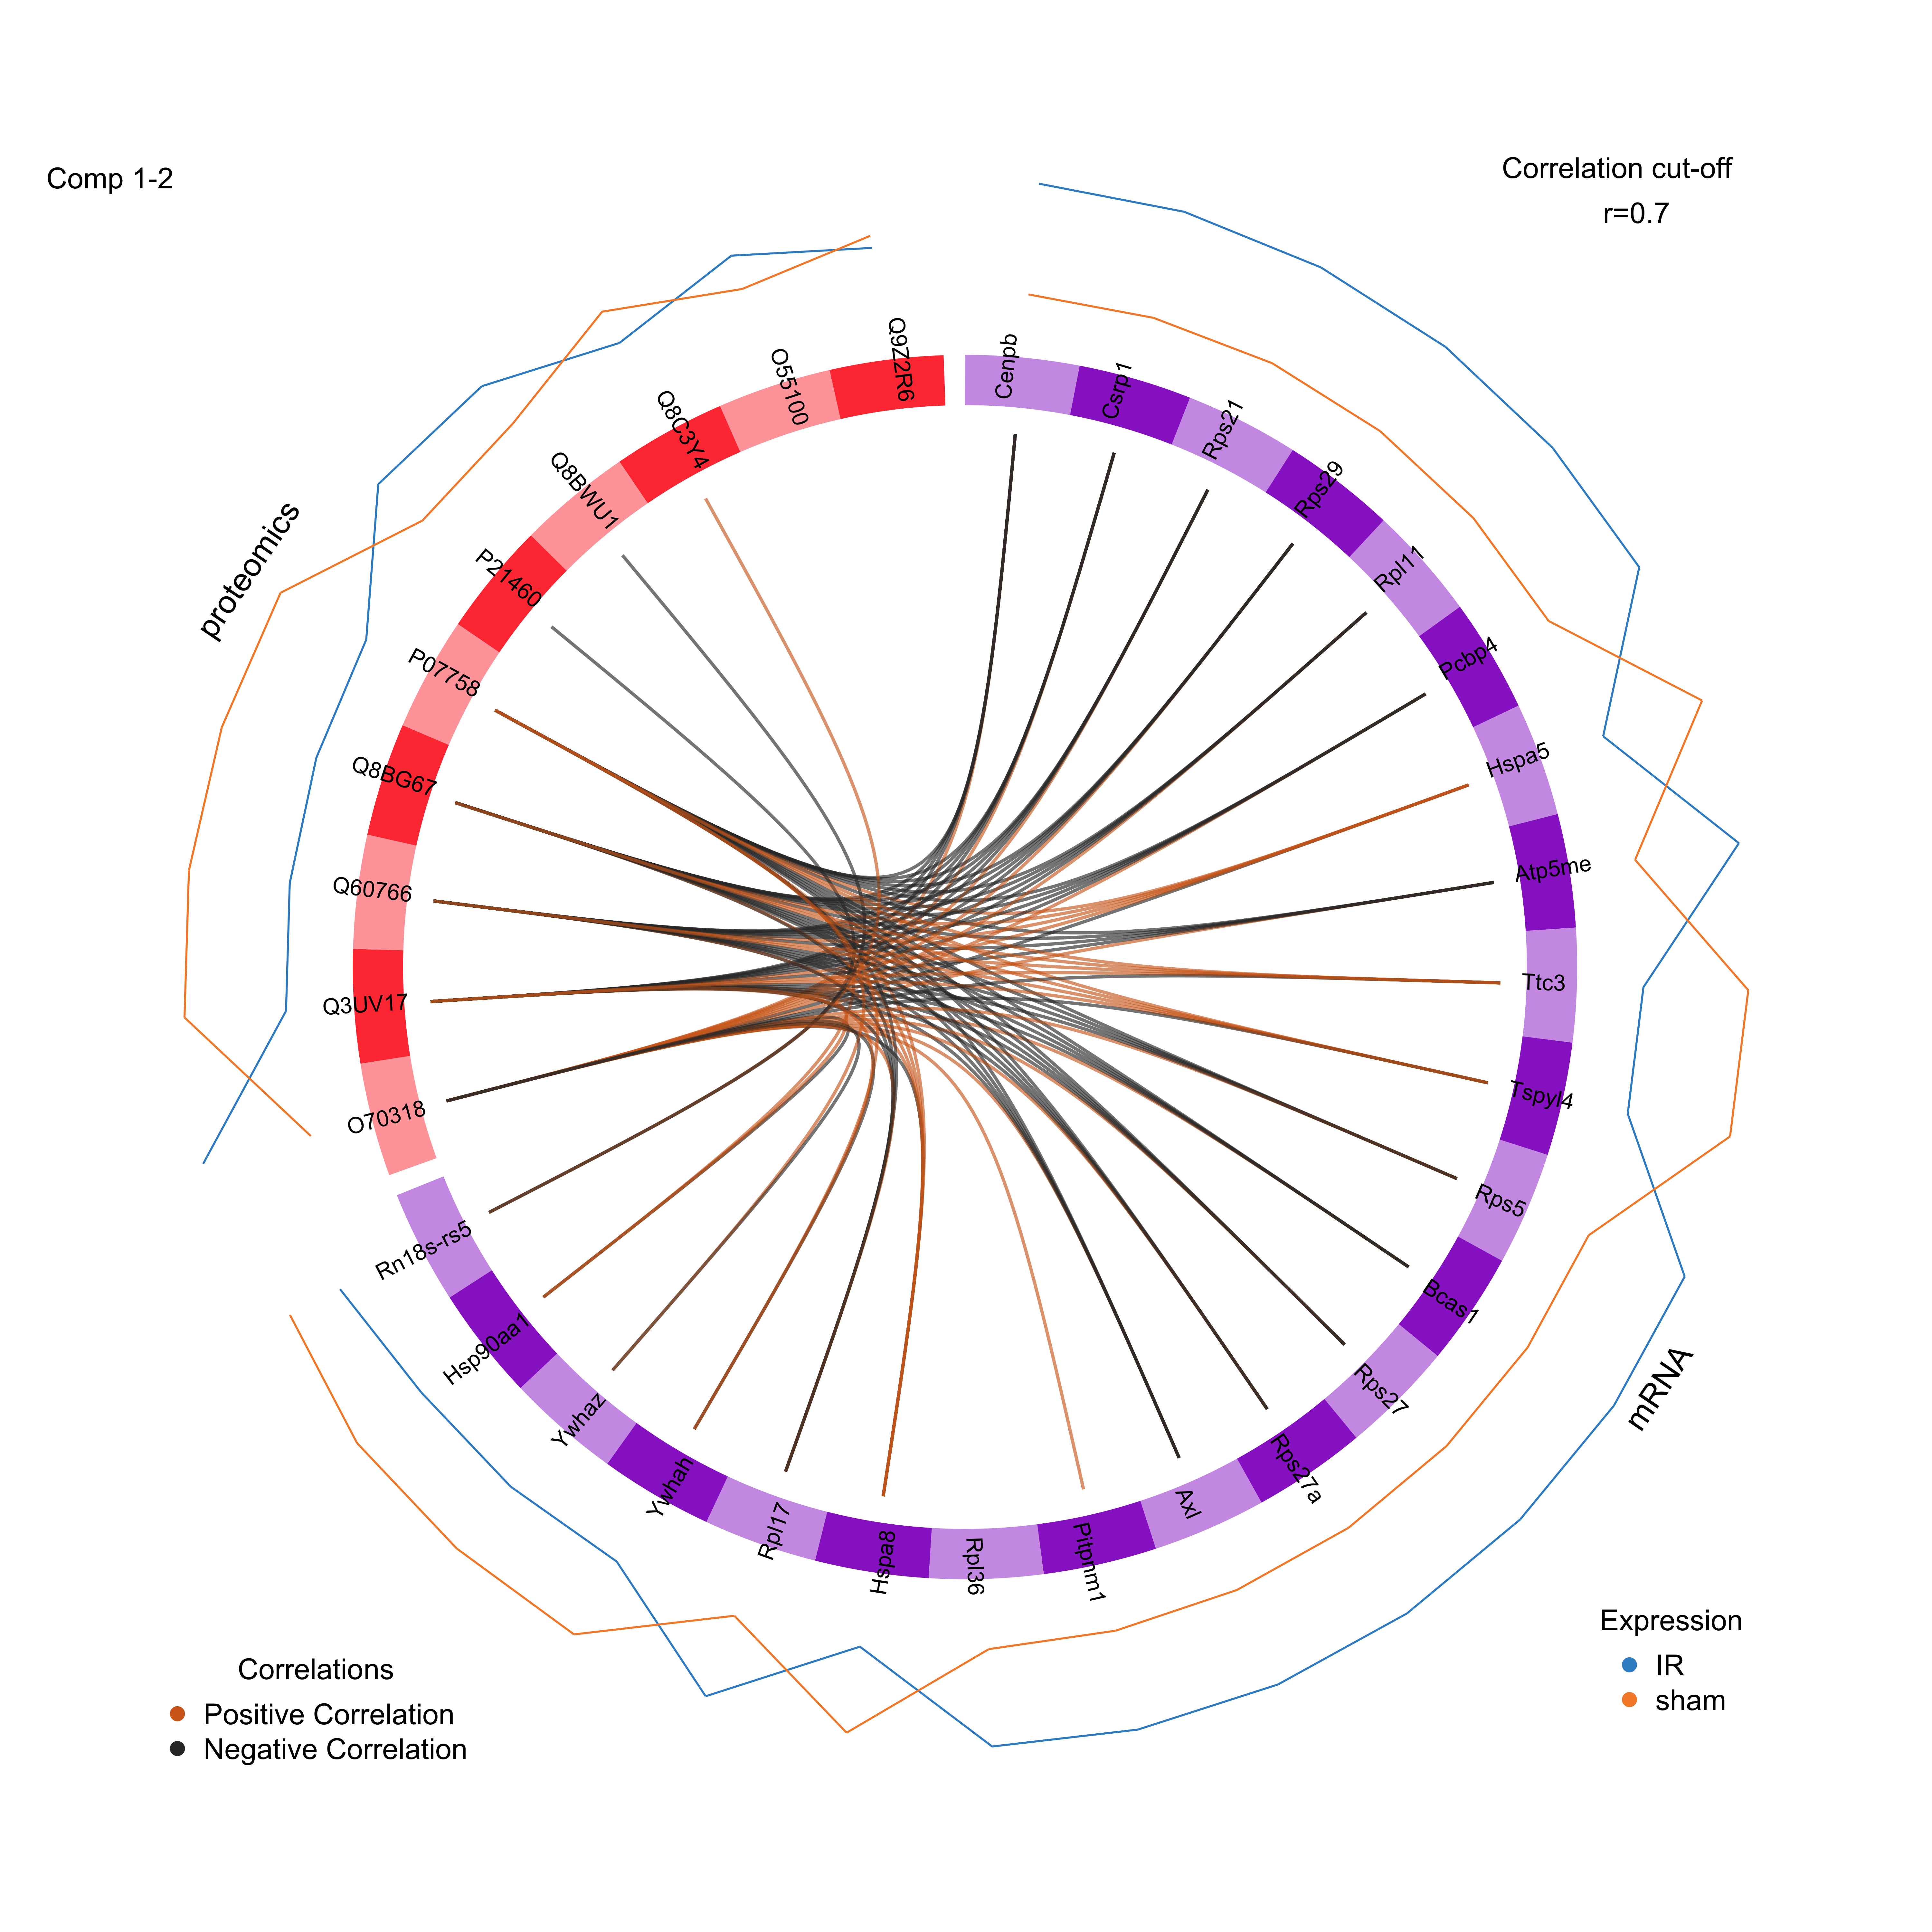 Comp 1-2
Correlation cut-off
r=0.7
proteomics
mRNA
Cenpb
Csrp1
Rps21
Rps29
Rpl11
Pcbp4
Hspa5
Atp5me
Ttc3
Tspyl4
Rps5
Bcas1
Rps27
Rps27a
Axl
Pitpnm1
Rpl36
Hspa8
Rpl17
Ywhah
Ywhaz
Hsp90aa1
Rn18s-rs5
O70318
Q3UV17
Q60766
Q8BG67
P07758
P21460
Q8BWU1
Q8C3Y4
O55100
Q9Z2R6
Correlations
Positive Correlation
Negative Correlation
Expression
IR
sham